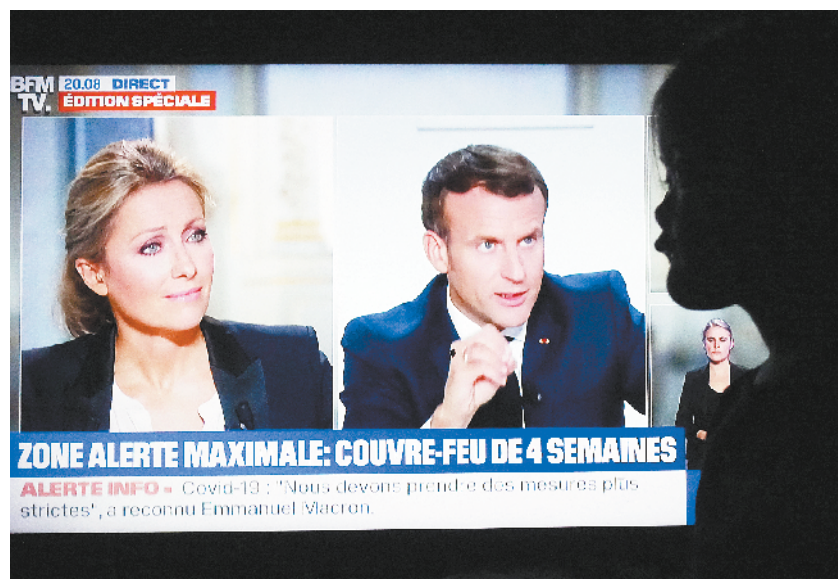 BFM
TV.
20.08 DIRECT
ÉDITION SPÉCIALE
ZONE ALERTE MAXIMALE: COUVRE-FEU DE 4 SEMAINES
ALERTE INFO Covid-19 : "Nous devons prendre des mesures plus
strictes", a reconnu Emmanuel Macron.